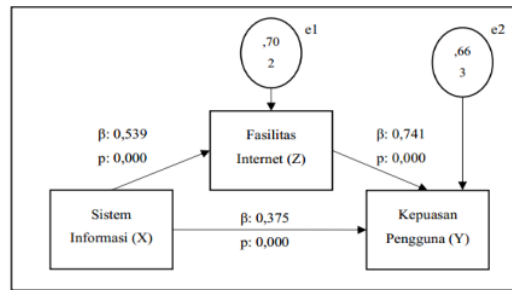 e1
,70
2
e2
,66
3
β: 0,539
p: 0,000
Fasilitas
Internet (Z)
β: 0,741
p: 0,000
Sistem
Informasi (X)
β: 0,375
p: 0,000
Kepuasan
Pengguna (Y)